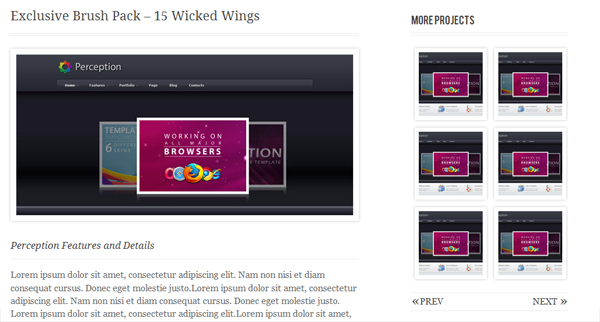 Exclusive Brush Pack – 15 Wicked Wings
Perception
Home Features Portfolio Page Blog Contacts
TEMPLATE
6
WORKING ON
ALL MAJOR
BROWSERS
TION
TEMPLATE
Perception Features and Details
Lorem ipsum dolor sit amet, consectetur adipiscing elit. Nam non nisi et diam
consequat cursus. Donec eget molestie justo.Lorem ipsum dolor sit amet, consectetur
adipiscing elit. Nam non nisi et diam consequat cursus. Donec eget molestie justo.
Lorem ipsum dolor sit amet, consectetur adipiscing elit.Lorem ipsum dolor sit amet,
MORE PROJECTS
« PREV NEXT »